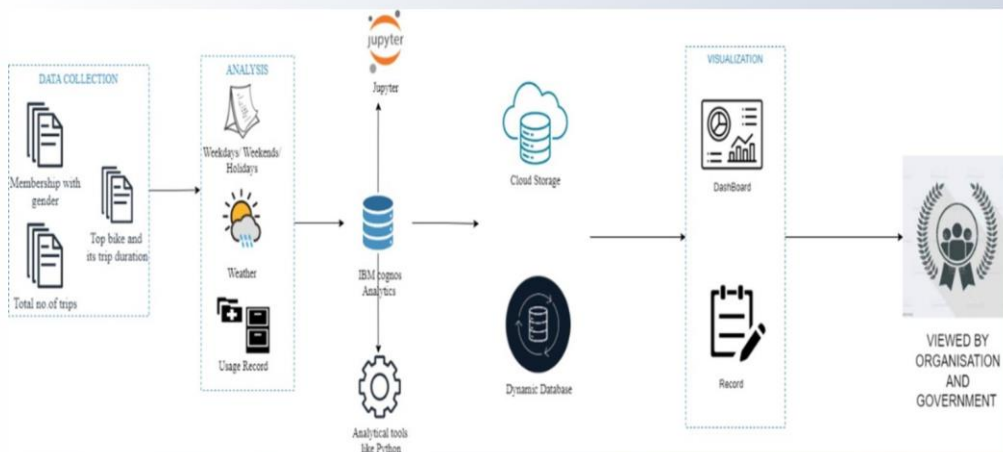 DATA COLLECTION
Membership with
gender
Top bike and
its trip duration
Total no of trips
ANALYSIS
Weekdays/ Weekends/
Holidays
Weather
Usage Record
jupyter
Jupyter
IBM cognos
Analytics
Analytical tools
like Python
Cloud Storage
Dynamic Database
VISUALIZATION
DashBoard
Record
VIEWED BY
ORGANISATION
AND
GOVERNMENT